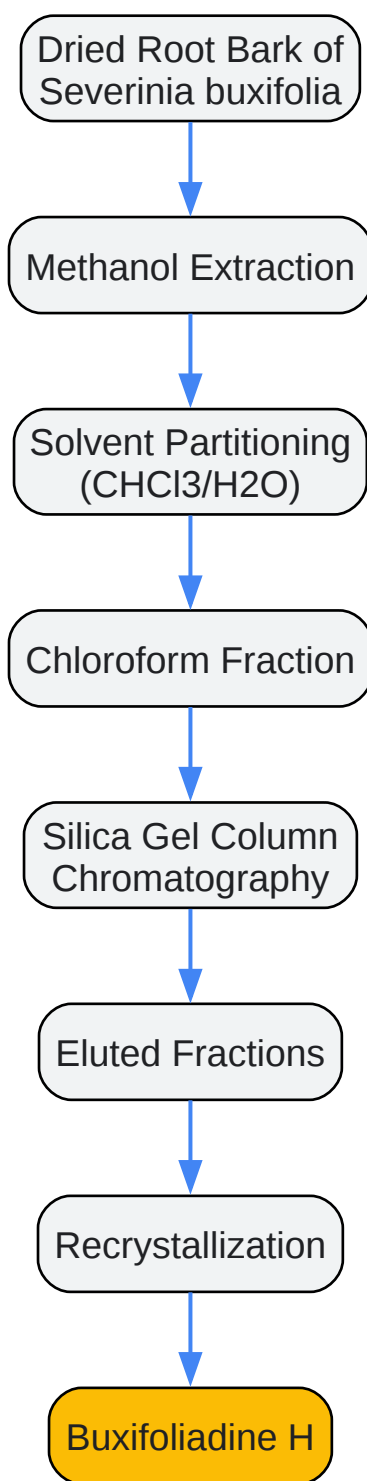 Dried Root Bark of
Severinia buxifolia
Methanol Extraction
Solvent Partitioning
(CHCl3/H2O)
Chloroform Fraction
Silica Gel Column
Chromatography
Eluted Fractions
Recrystallization
Buxifoliadine H